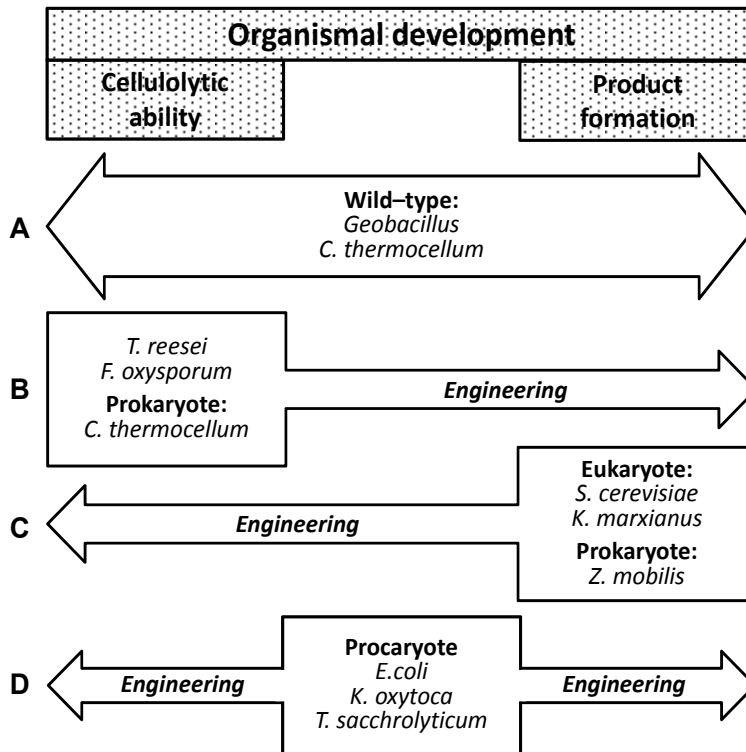 Organismal development
Cellulolytic
ability
Product
formation
A
Wild–type:
Geobacillus
C. thermocellum
B
T. reesei
F. oxysporum
Prokaryote:
C. thermocellum
Engineering
C
Engineering
Eukaryote:
S. cerevisiae
K. marxianus
Prokaryote:
Z. mobilis
D
Engineering
Procaryote
E.coli
K. oxytoca
T. sacchrolyticum
Engineering